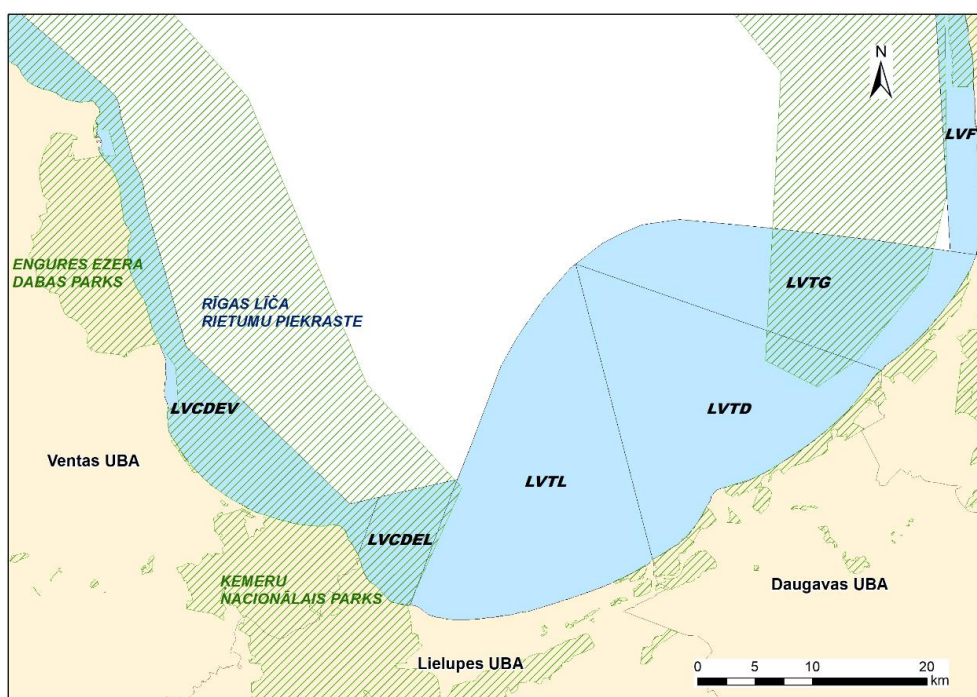 N
LVF
ENGURES EZERA
DABAS PARKS
RĪGAS LĪČA
RIETUMU PIEKRASTE
LVTG
LVCDEV
LVTD
Ventas UBA
LVTL
LVCDEL
ĶEMERU
NACIONĀLAIS PARKS
Daugavas UBA
Lielupes UBA
0 5 10 20
km